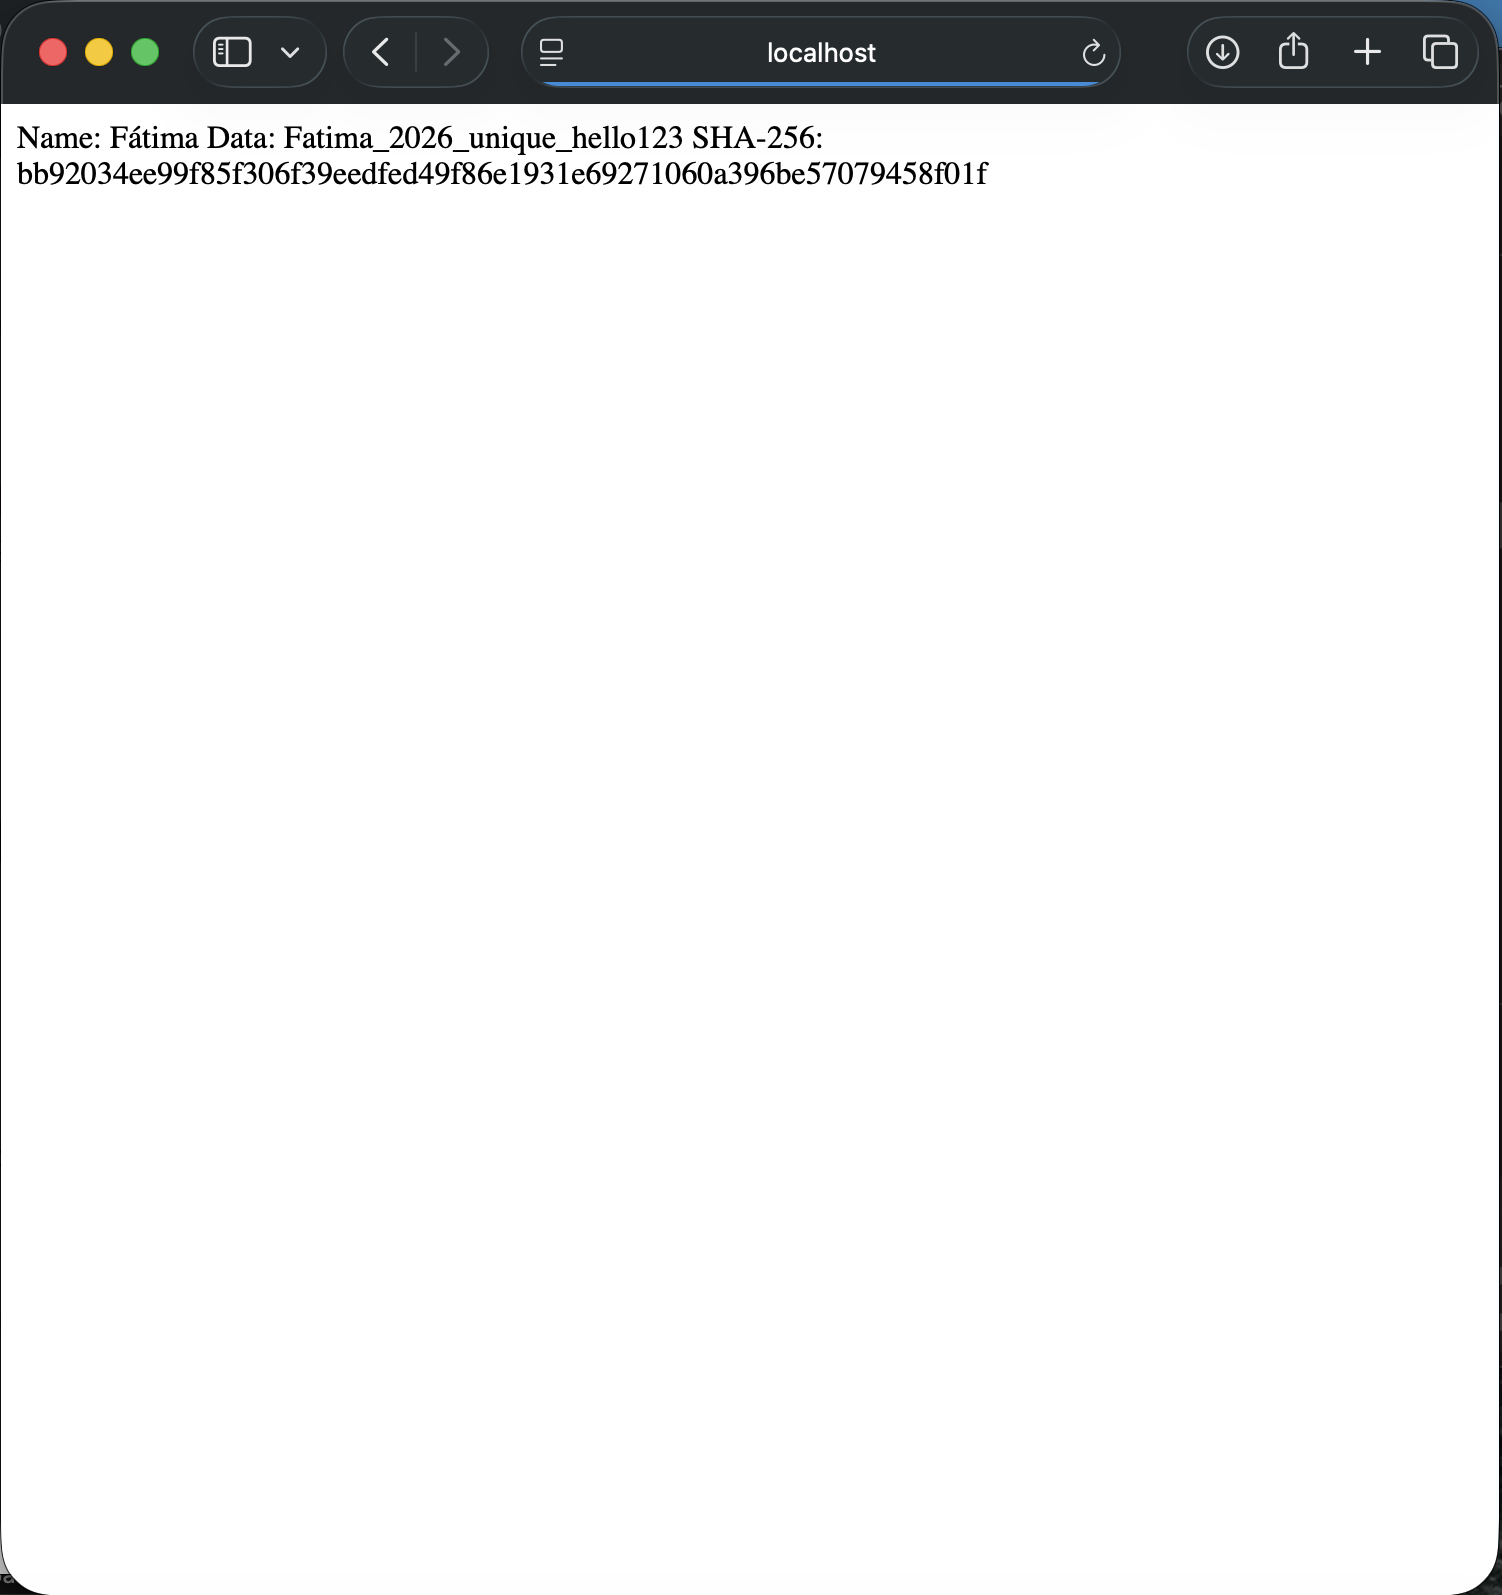 localhost
Name: Fátima Data: Fatima_2026_unique_hello123 SHA-256:
bb92034ee99f85f306f39eedfed49f86e1931e69271060a396be57079458f01f